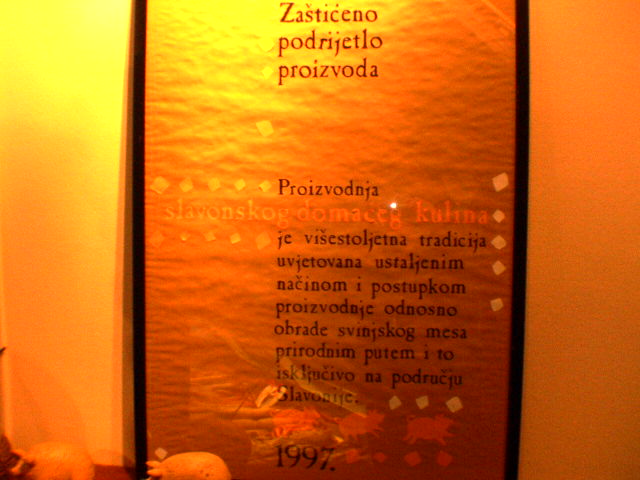 Zaštićeno
podrijetlo
proizvoda
Proizvodnja
slavonskog domaćeg kulina
je višestoljetna tradicija
uvjetovana ustaljenim
načinom i postupkom
proizvodnje odnosno
obrade svinjskog mesa
prirodnim putem i to
isključivo na području
Slavonije.
1997.